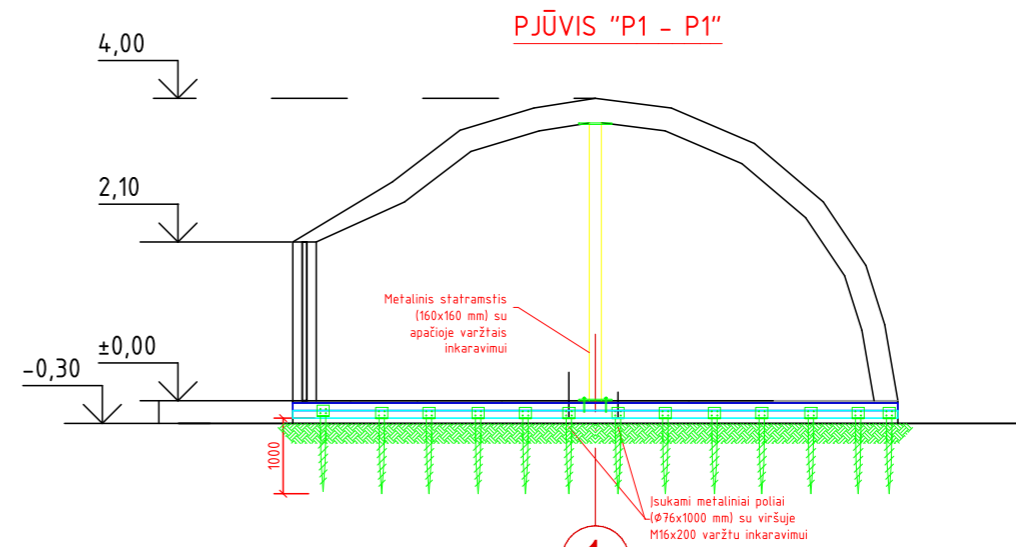 PJŪVIS "P1 - P1"
4,00
2,10
Metalinis statramstis
(160x160 mm) su
apačioje varžtais
inkaravimui
±0,00
-0,30
1000
Įsukami metaliniai poliai
(Ø76x1000 mm) su viršuje
M16x200 varžtu inkaravimui